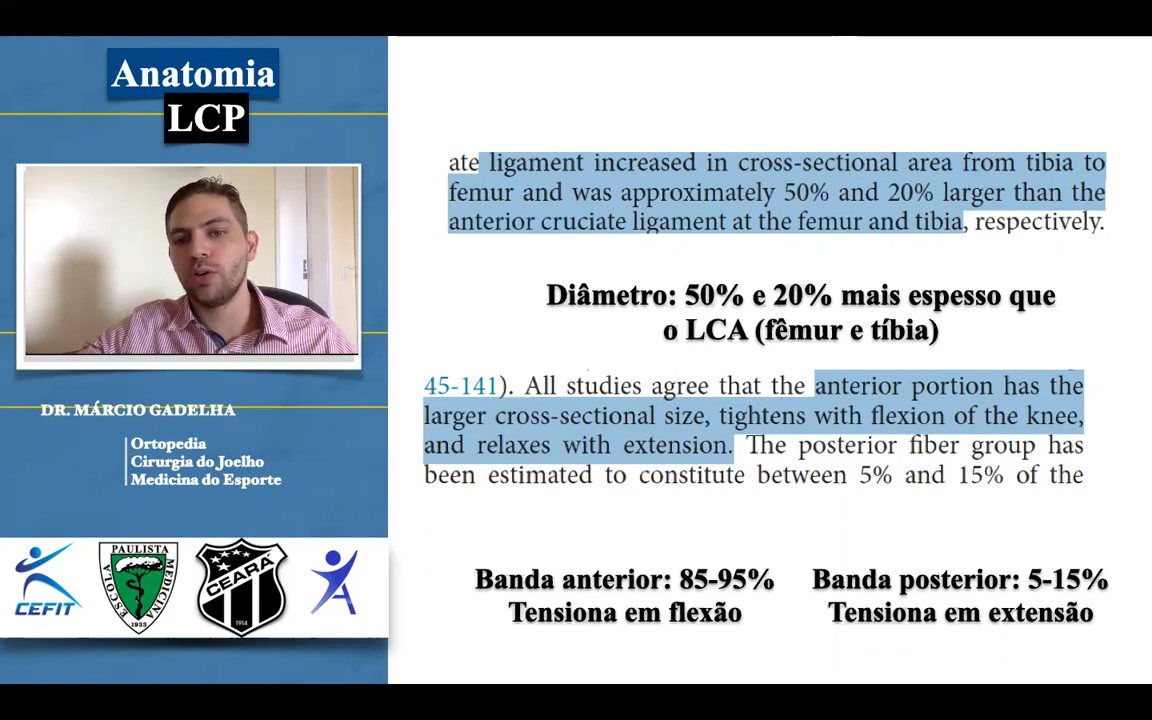 Anatomia
LCP
DR. MÁRCIO GADELHA
Ortopedia
Cirurgia do Joelho
Medicina do Esporte
CEFIT
PAULISTA
ESCOLA
MEDICINA
1933
CEARÁ
1914
ate ligament increased in cross-sectional area from tibia to
femur and was approximately 50% and 20% larger than the
anterior cruciate ligament at the femur and tibia, respectively.
Diâmetro: 50% e 20% mais espesso que
o LCA (fêmur e tíbia)
45-141). All studies agree that the anterior portion has the
larger cross-sectional size, tightens with flexion of the knee,
and relaxes with extension. The posterior fiber group has
been estimated to constitute between 5% and 15% of the
Banda anterior: 85-95%
Tensiona em flexão
Banda posterior: 5-15%
Tensiona em extensão